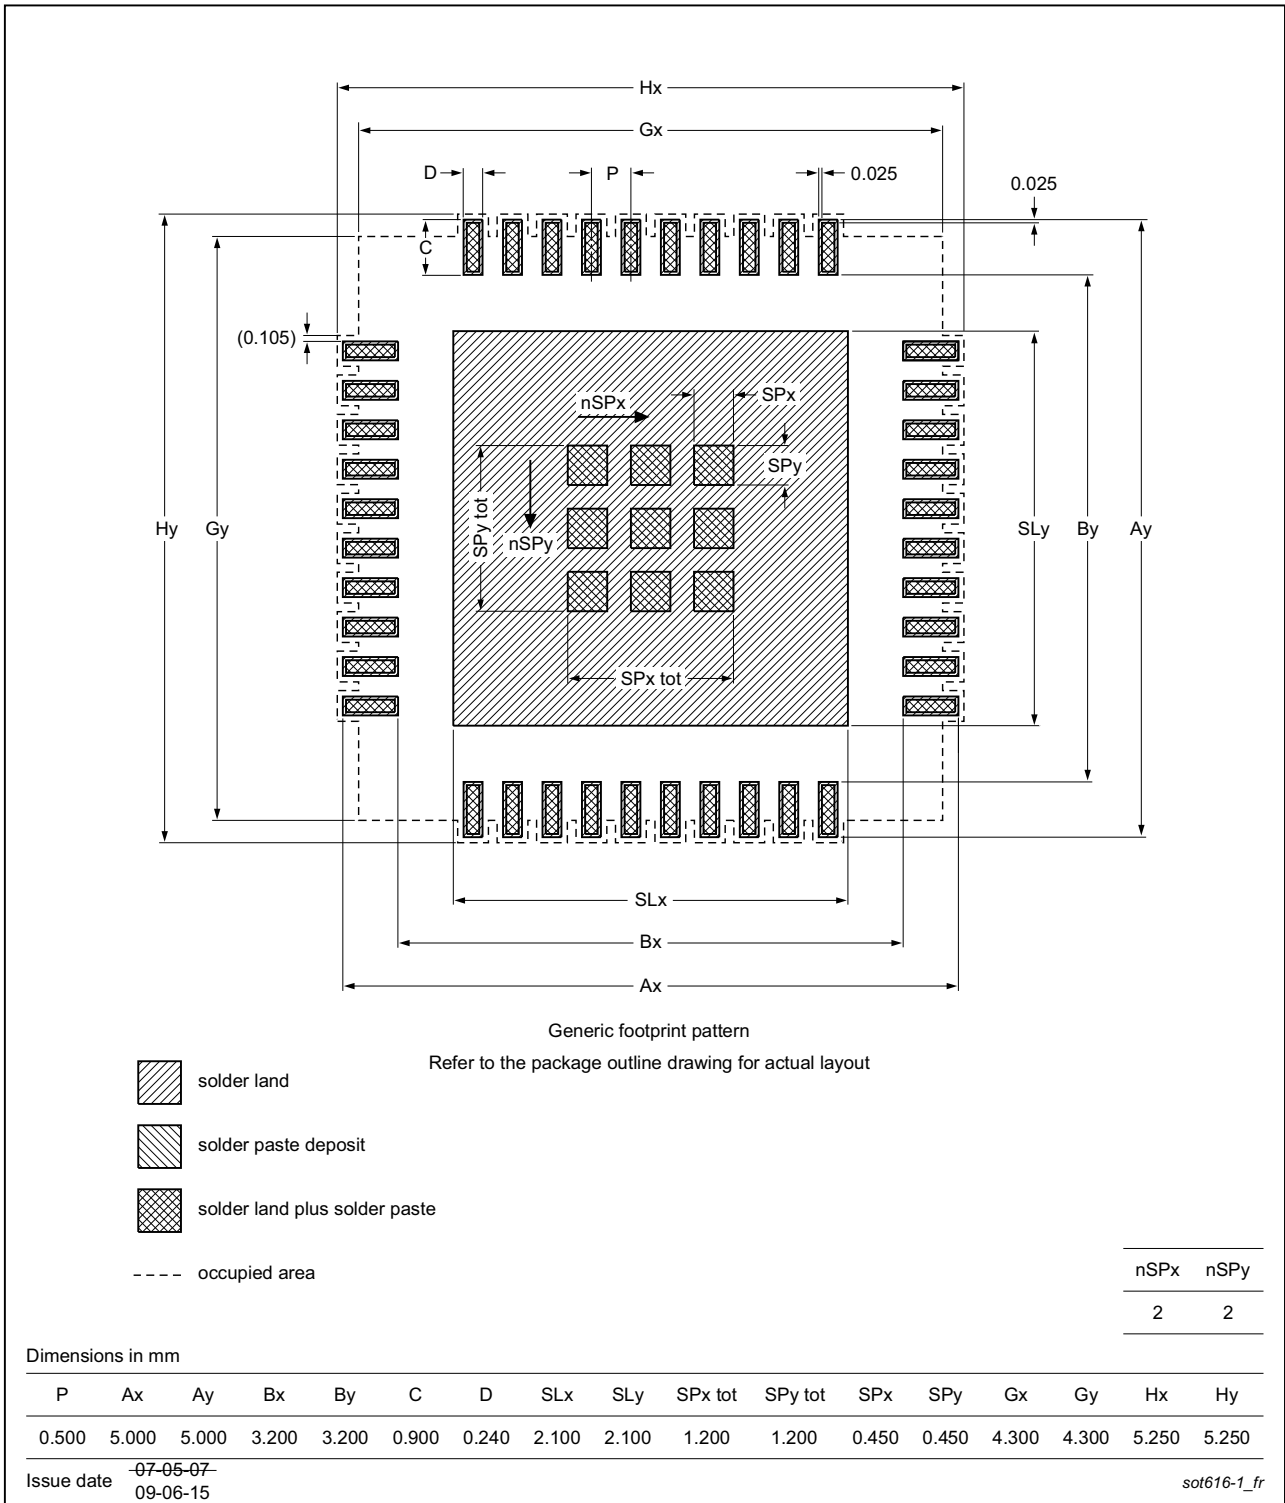 Hx
Gx
D
P
0.025
0.025
C
(0.105)
nSPx
SPx
SPy
SPy tot
nSPy
Hy
Gy
SLy
By
Ay
SPx tot
SLx
Bx
Ax
Generic footprint pattern
Refer to the package outline drawing for actual layout
solder land
solder paste deposit
solder land plus solder paste
occupied area
nSPx nSPy
2 2
Dimensions in mm
P Ax Ay Bx By C D SLx SLy SPx tot SPy tot SPx SPy Gx Gy Hx Hy
0.500 5.000 5.000 3.200 3.200 0.900 0.240 2.100 2.100 1.200 1.200 0.450 0.450 4.300 4.300 5.250 5.250
Issue date 07-05-07
09-06-15
sot616-1_fr